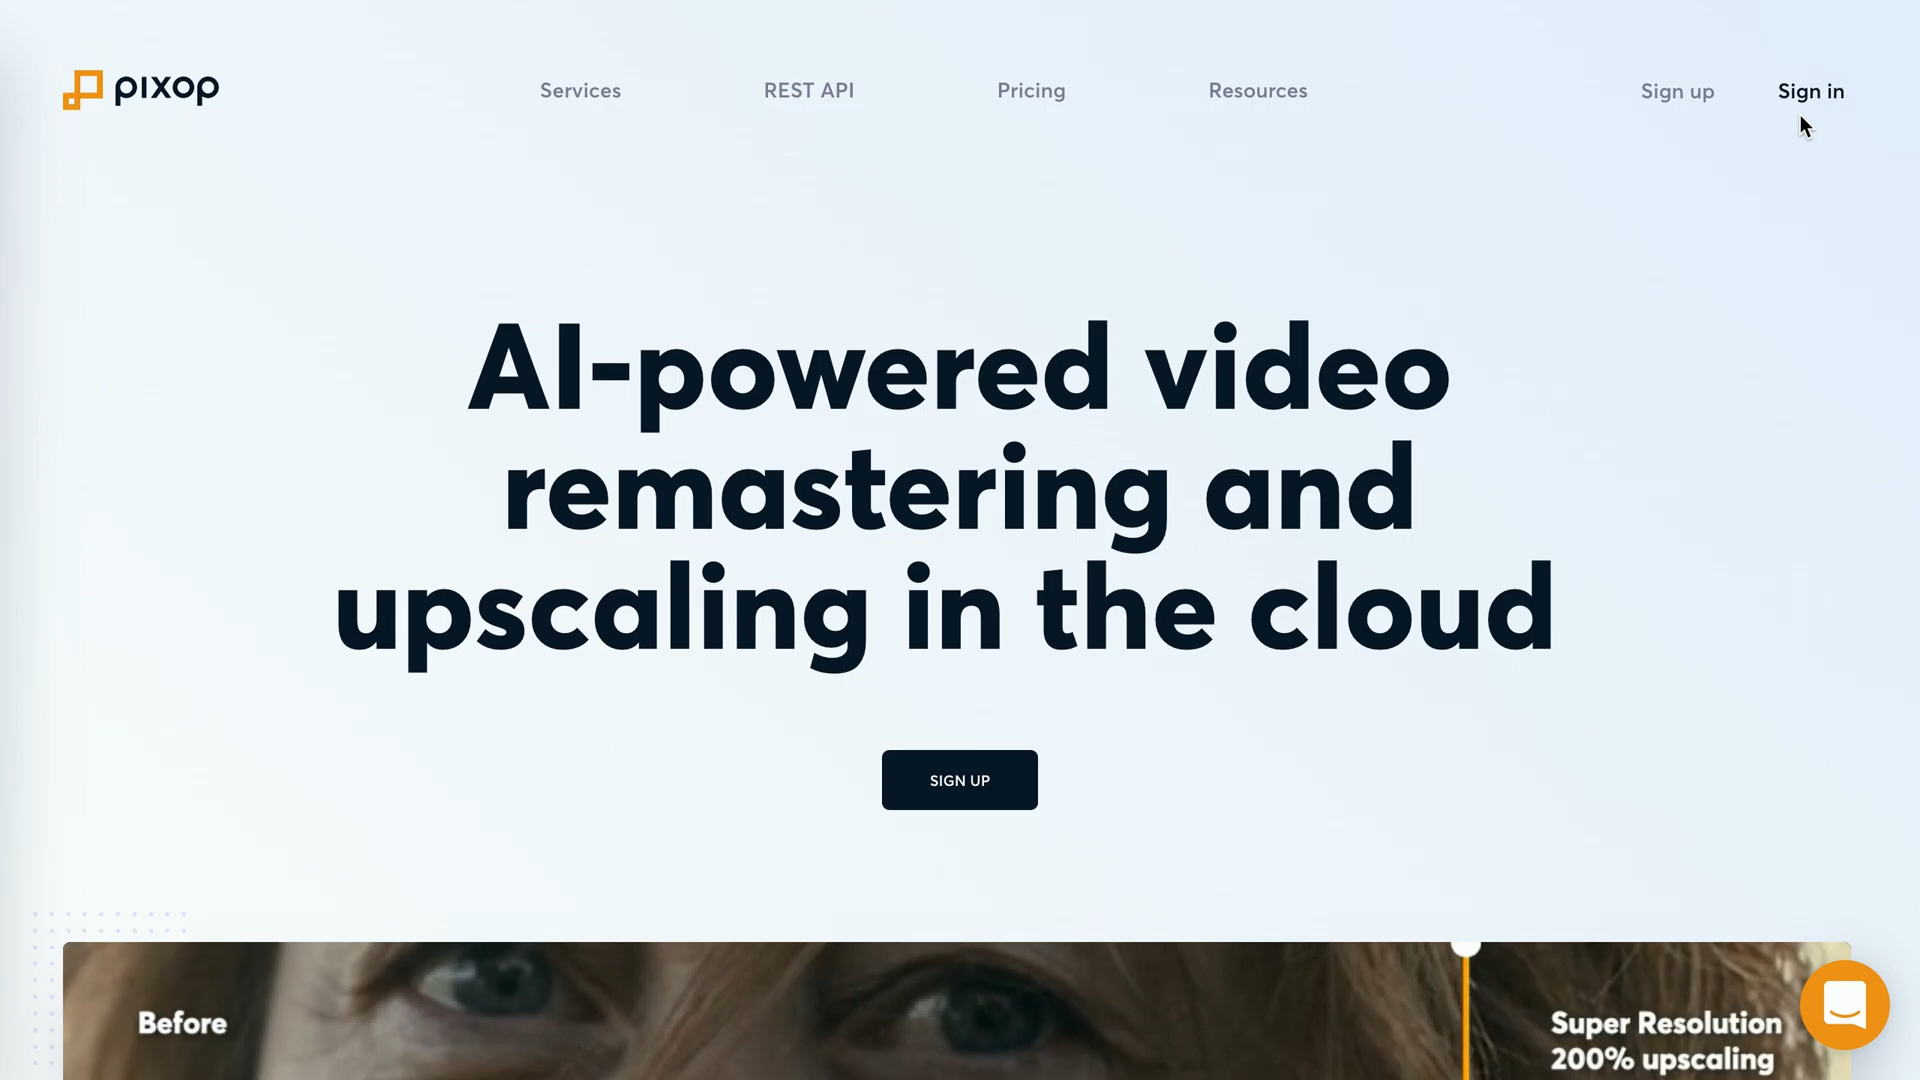 pixop
Services
REST API
Pricing
Resources
Sign up
Sign in
AI-powered video
remastering and
upscaling in the cloud
SIGN UP
Before
Super Resolution
200% upscaling